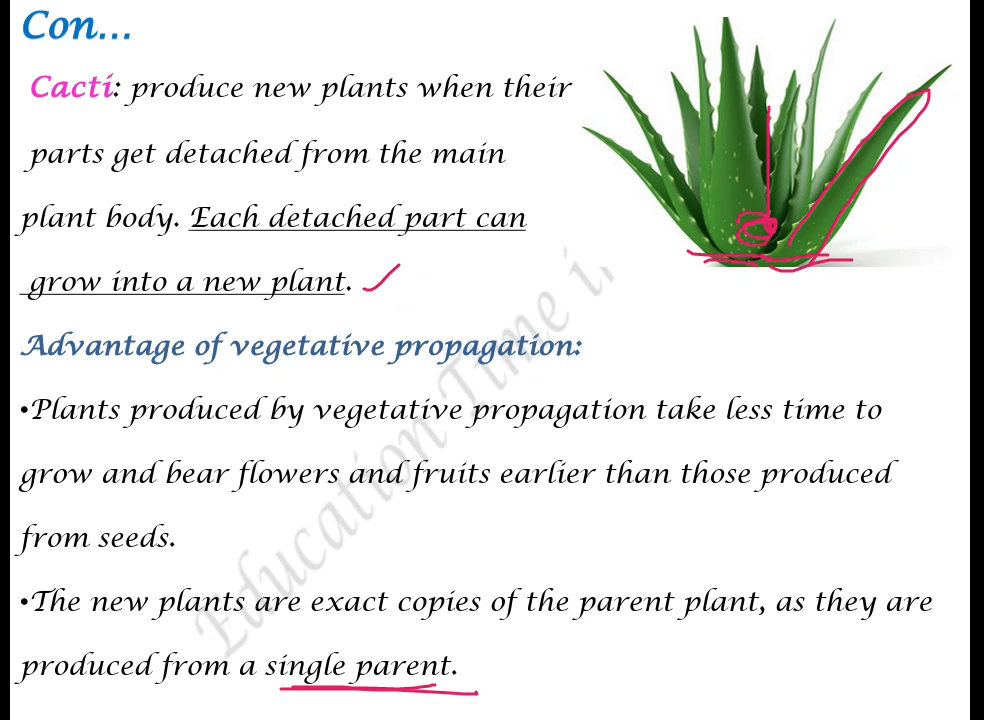 Con...
Cacti: produce new plants when their
parts get detached from the main
plant body. Each detached part can
grow into a new plant.
Advantage of vegetative propagation:
•Plants produced by vegetative propagation take less time to
grow and bear flowers and fruits earlier than those produced
from seeds.
•The new plants are exact copies of the parent plant, as they are
produced from a single parent.
Education Time i